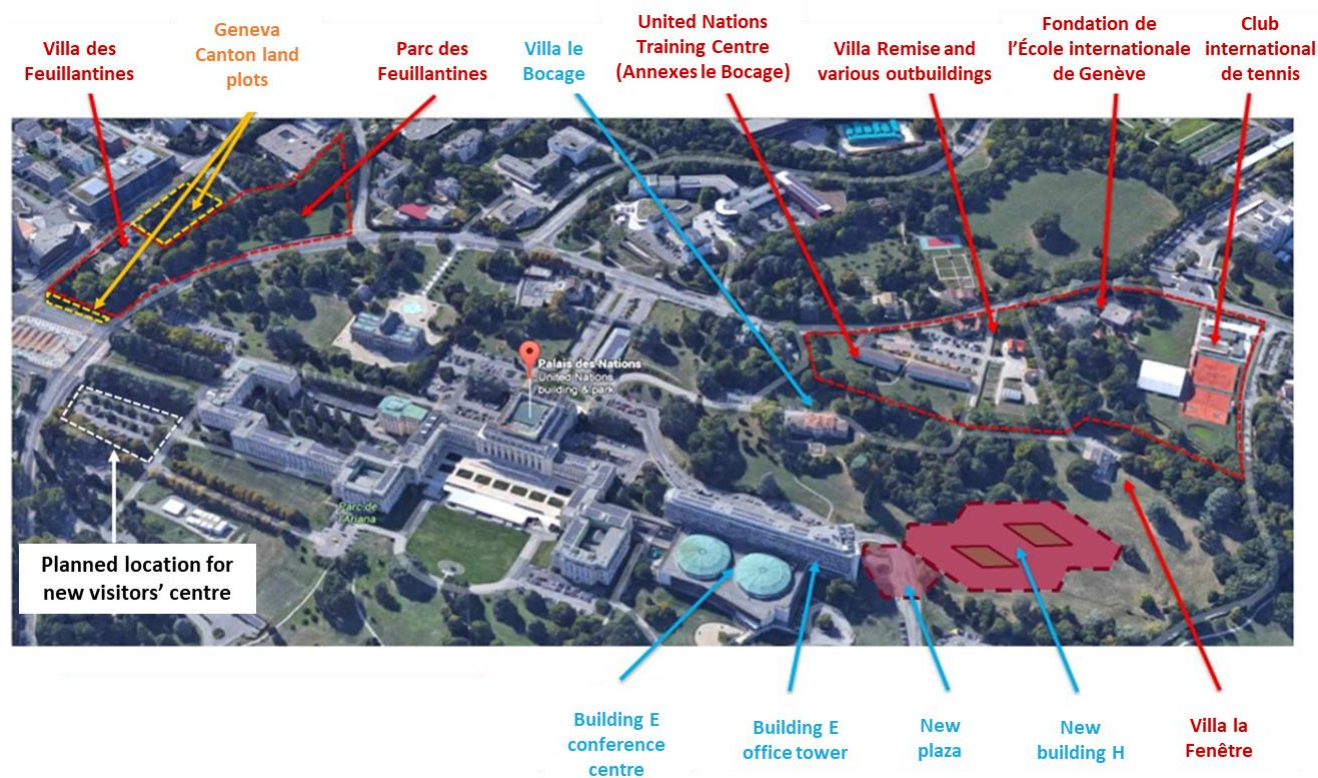 Villa des
Feuillantines
Geneva
Canton land
plots
Parc des
Feuillantines
Villa le
Bocage
United Nations
Training Centre
(Annexes le Bocage)
Villa Remise and
various outbuildings
Fondation de
l'École internationale
de Genève
Club
international
de tennis
Palais des Nations
United Nations
building & park
Parc de
l'Ariana
Planned location for
new visitors' centre
Building E
conference
centre
Building E
office tower
New
plaza
New
building H
Villa la
Fenêtre